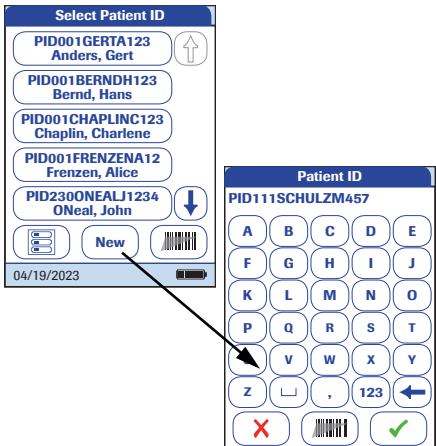 Select Patient ID
PID001GERTA123
Anders, Gert
PID001BERNDH123
Bernd, Hans
PID001CHAPLINC123
Chaplin, Charlene
PID001FRENZENA12
Frenzen, Alice
PID230ONEALJ1234
ONeal, John
New
04/19/2023
Patient ID
PID111SCHULZM457
A B C D E
F G H I J
K L M N O
P Q R S T
V W X Y
Z , 123